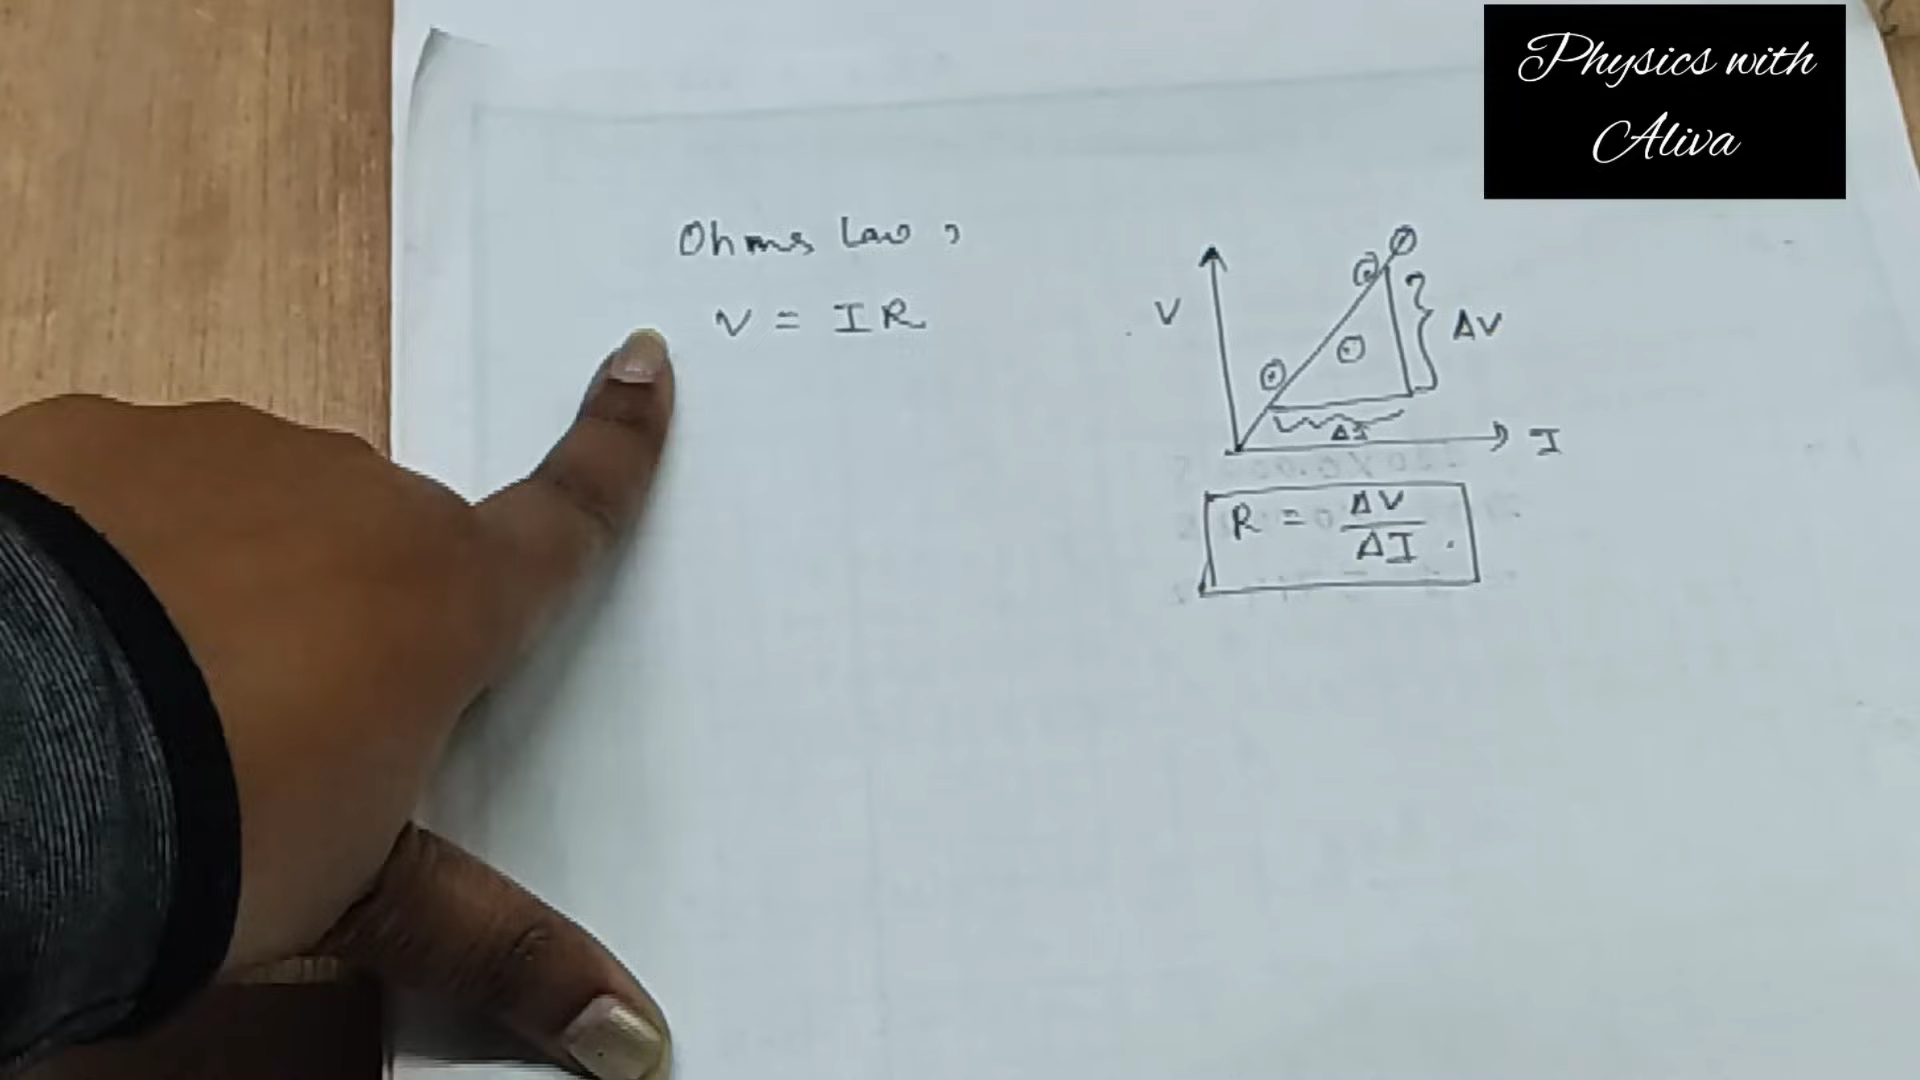 Physics with
Aliva
Ohms Law,
V = IR
V
ΔV
ΔI
I
R = ΔV
ΔI .